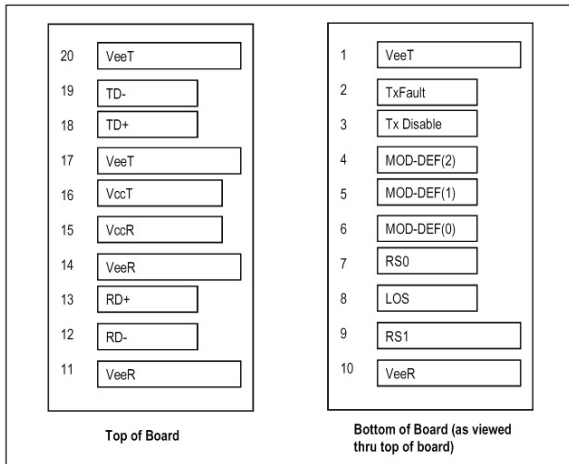 20 VeeT
19 TD-
18 TD+
17 VeeT
16 VccT
15 VccR
14 VeeR
13 RD+
12 RD-
11 VeeR
Top of Board
1 VeeT
2 TxFault
3 Tx Disable
4 MOD-DEF(2)
5 MOD-DEF(1)
6 MOD-DEF(0)
7 RS0
8 LOS
9 RS1
10 VeeR
Bottom of Board (as viewed
thru top of board)